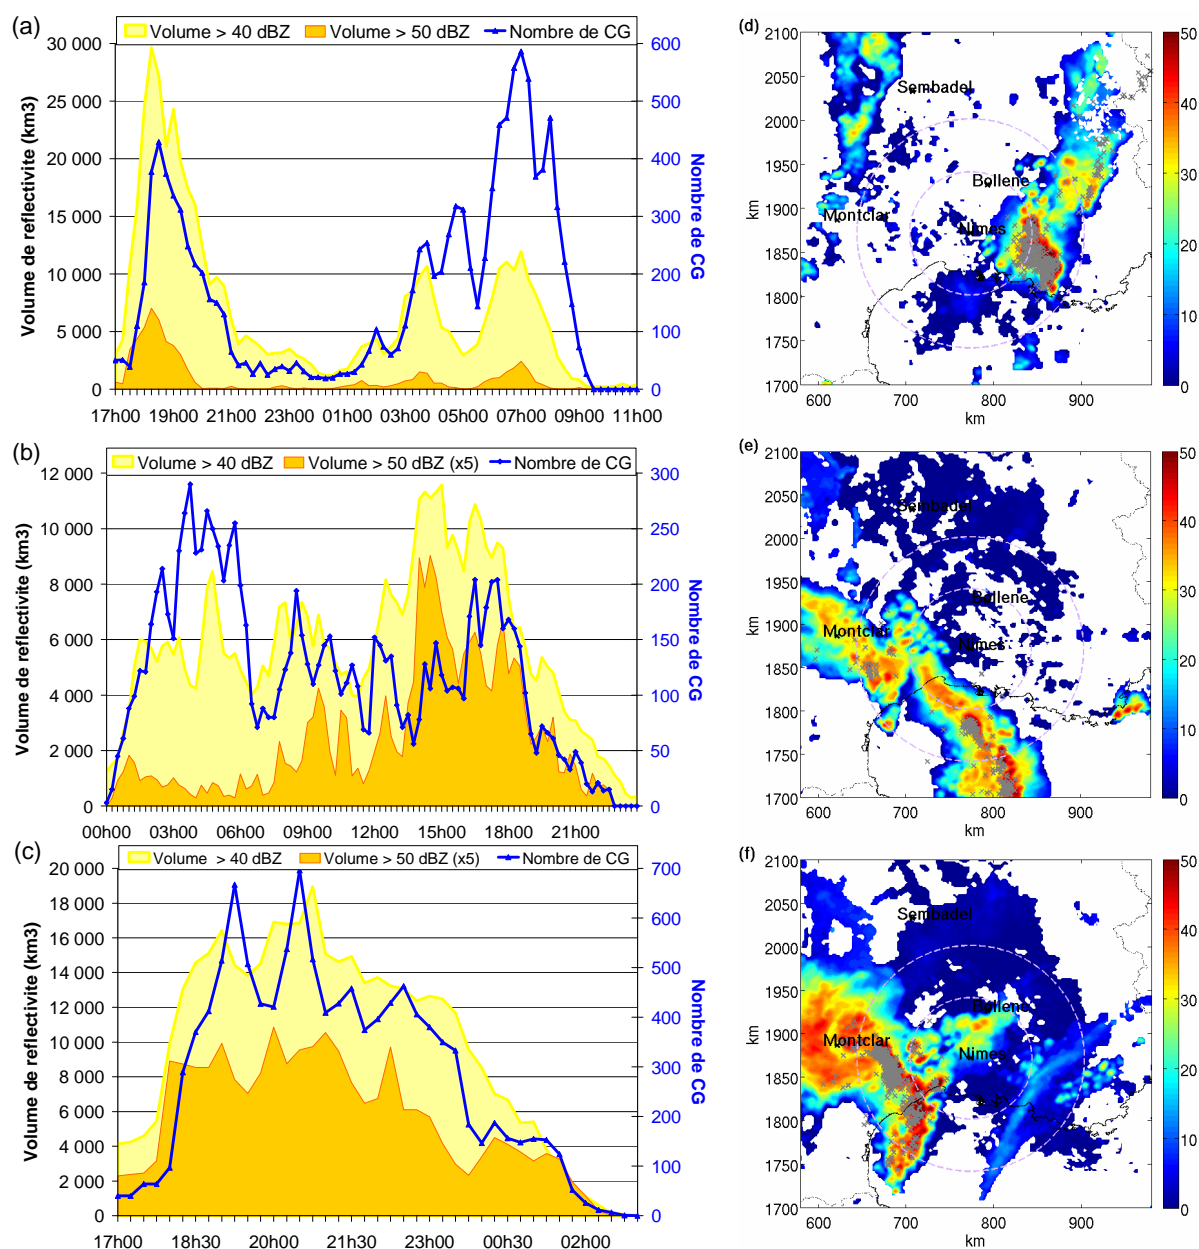 (a)
Volume > 40 dBZ Volume > 50 dBZ Nombre de CG
Volume de reflectivite (km3)
30 000
25 000
20 000
15 000
10 000
5 000
0
600
500
400
300
200
100
0
Nombre de CG
17h00 19h00 21h00 23h00 01h00 03h00 05h00 07h00 09h00 11h00
(d)
km
2100
2050
2000
1950
1900
1850
1800
1750
1700
Sembadel
Bollene
Montclar
Nimes
600 700 800 900
km
50
40
30
20
10
0
(b)
Volume > 40 dBZ Volume > 50 dBZ (x5) Nombre de CG
Volume de reflectivite (km3)
12 000
10 000
8 000
6 000
4 000
2 000
0
300
250
200
150
100
50
0
Nombre de CG
00h00 03h00 06h00 09h00 12h00 15h00 18h00 21h00
(e)
km
2100
2050
2000
1950
1900
1850
1800
1750
1700
Sembadel
Bollene
Montclar
Nimes
600 700 800 900
km
50
40
30
20
10
0
(c)
Volume > 40 dBZ Volume > 50 dBZ (x5) Nombre de CG
Volume de reflectivite (km3)
20 000
18 000
16 000
14 000
12 000
10 000
8 000
6 000
4 000
2 000
0
700
600
500
400
300
200
100
0
Nombre de CG
17h00 18h30 20h00 21h30 23h00 00h30 02h00
(f)
km
2100
2050
2000
1950
1900
1850
1800
1750
1700
Sembadel
Bollene
Montclar
Nimes
600 700 800 900
km
50
40
30
20
10
0